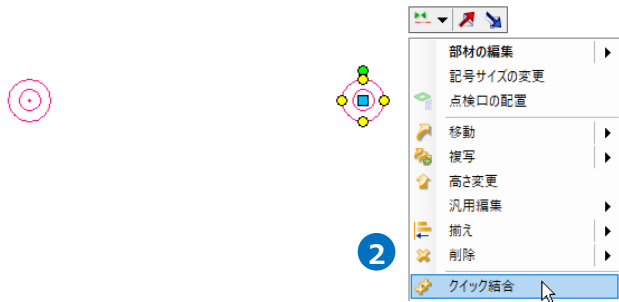 部材の編集
記号サイズの変更
点検口の配置
移動
複写
高さ変更
汎用編集
揃え
2
削除
クイック結合